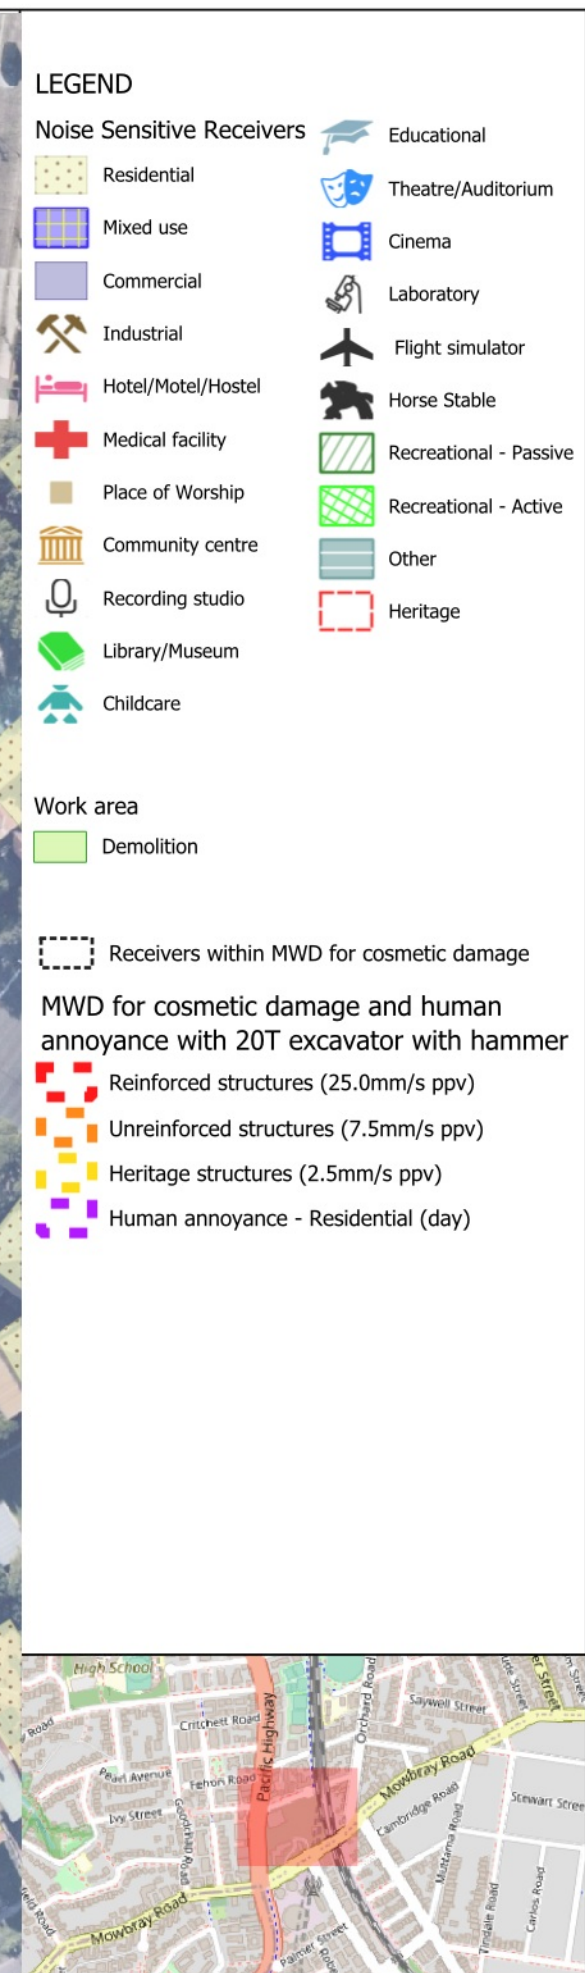 LEGEND
Noise Sensitive Receivers
Residential
Mixed use
Commercial
Industrial
Hotel/Motel/Hostel
Medical facility
Place of Worship
Community centre
Recording studio
Library/Museum
Childcare
Educational
Theatre/Auditorium
Cinema
Laboratory
Flight simulator
Horse Stable
Recreational - Passive
Recreational - Active
Other
Heritage
Work area
Demolition
Receivers within MWD for cosmetic damage
MWD for cosmetic damage and human
annoyance with 20T excavator with hammer
Reinforced structures (25.0mm/s ppv)
Unreinforced structures (7.5mm/s ppv)
Heritage structures (2.5mm/s ppv)
Human annoyance - Residential (day)
High School
Road
Critchett Road
Pacific Highway
Orchard Road
Saywell Street
Street
Pearl Avenue
Fehon Road
Ivy Street
Mowbray Road
Cambridge Road
Stewart Stree
Muttama Road
Tindale Road
Carlos Road
Road
Mowbray Road
Palmer Street